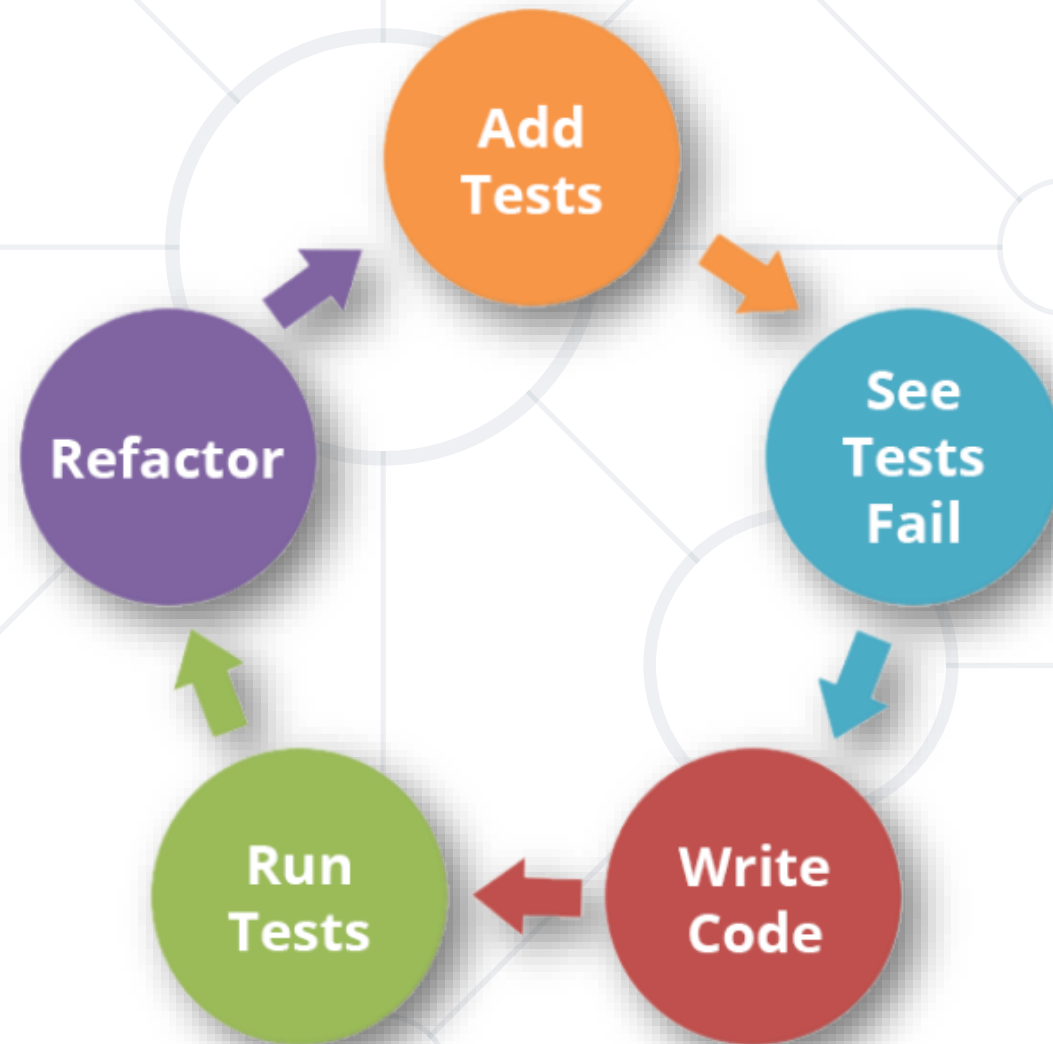 Add
Tests
See
Tests
Fail
Write
Code
Run
Tests
Refactor